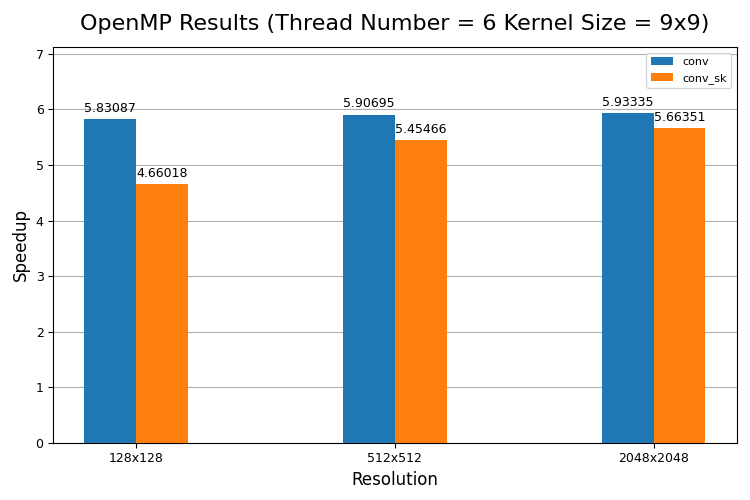 OpenMP Results (Thread Number = 6 Kernel Size = 9x9)
conv
conv_sk
Speedup
7
6
5
4
3
2
1
0
5.83087
4.66018
5.90695
5.45466
5.93335
5.66351
128x128
512x512
2048x2048
Resolution